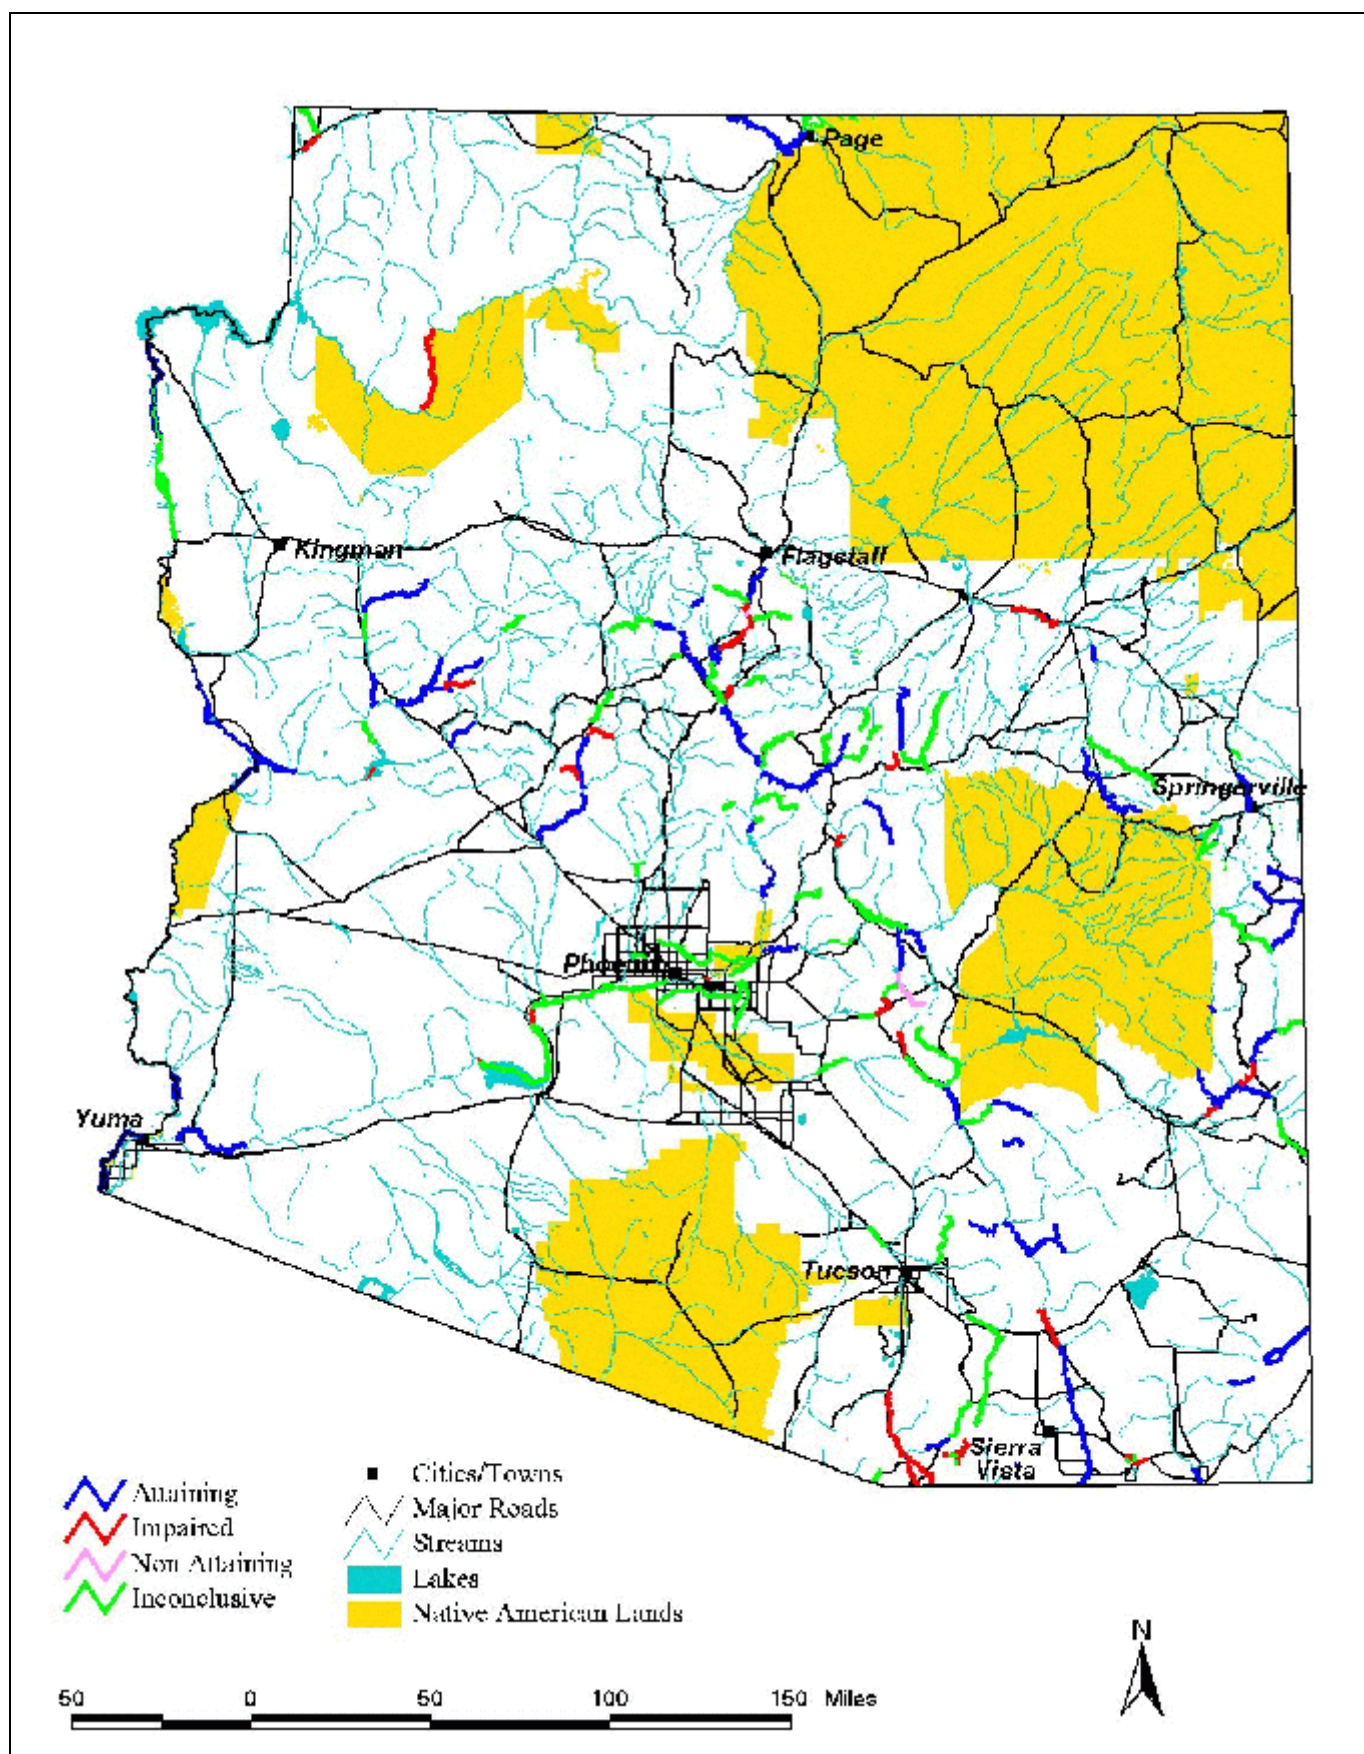 Page
Kingman
Flagstaff
Springerville
Phoenix
Yuma
Tucson
Sierra
Vista
Attaining
Impaired
Non Attaining
Inconclusive
Cities/Towns
Major Roads
Streams
Lakes
Native American Lands
N
50 0 50 100 150 Miles